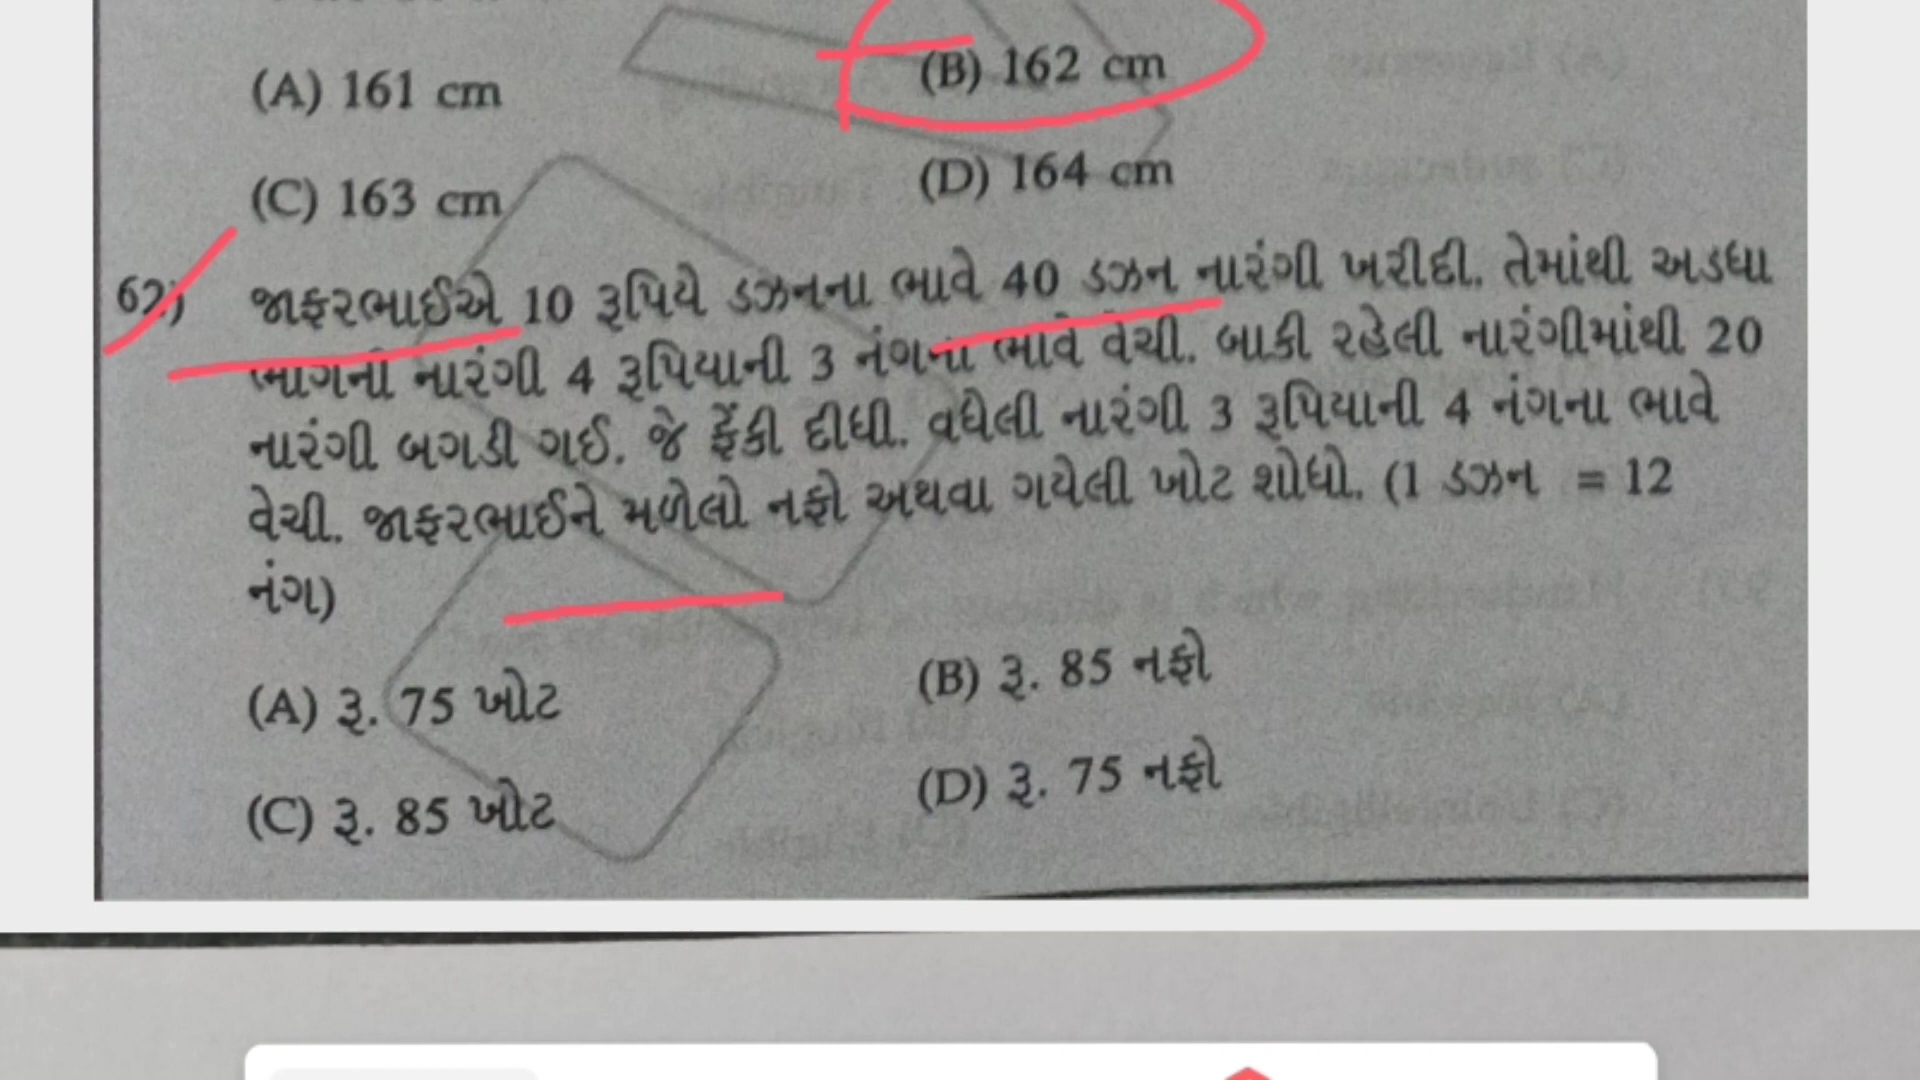 (A) 161 cm
(B) 162 cm
(C) 163 cm
(D) 164 cm
62) જાફરભાઈએ 10 રૂપિયે ડઝનના ભાવે 40 ડઝન નારંગી ખરીદી. તેમાંથી અડધા
ભાગની નારંગી 4 રૂપિયાની 3 નંગના ભાવે વેચી. બાકી રહેલી નારંગીમાંથી 20
નારંગી બગડી ગઈ. જે ફેંકી દીધી. વધેલી નારંગી 3 રૂપિયાની 4 નંગના ભાવે
વેચી. જાફરભાઈને મળેલો નફો અથવા ગયેલી ખોટ શોધો. (1 ડઝન = 12
નંગ)
(A) રૂ. 75 ખોટ
(B) રૂ. 85 નફો
(C) રૂ. 85 ખોટ
(D) રૂ. 75 નફો